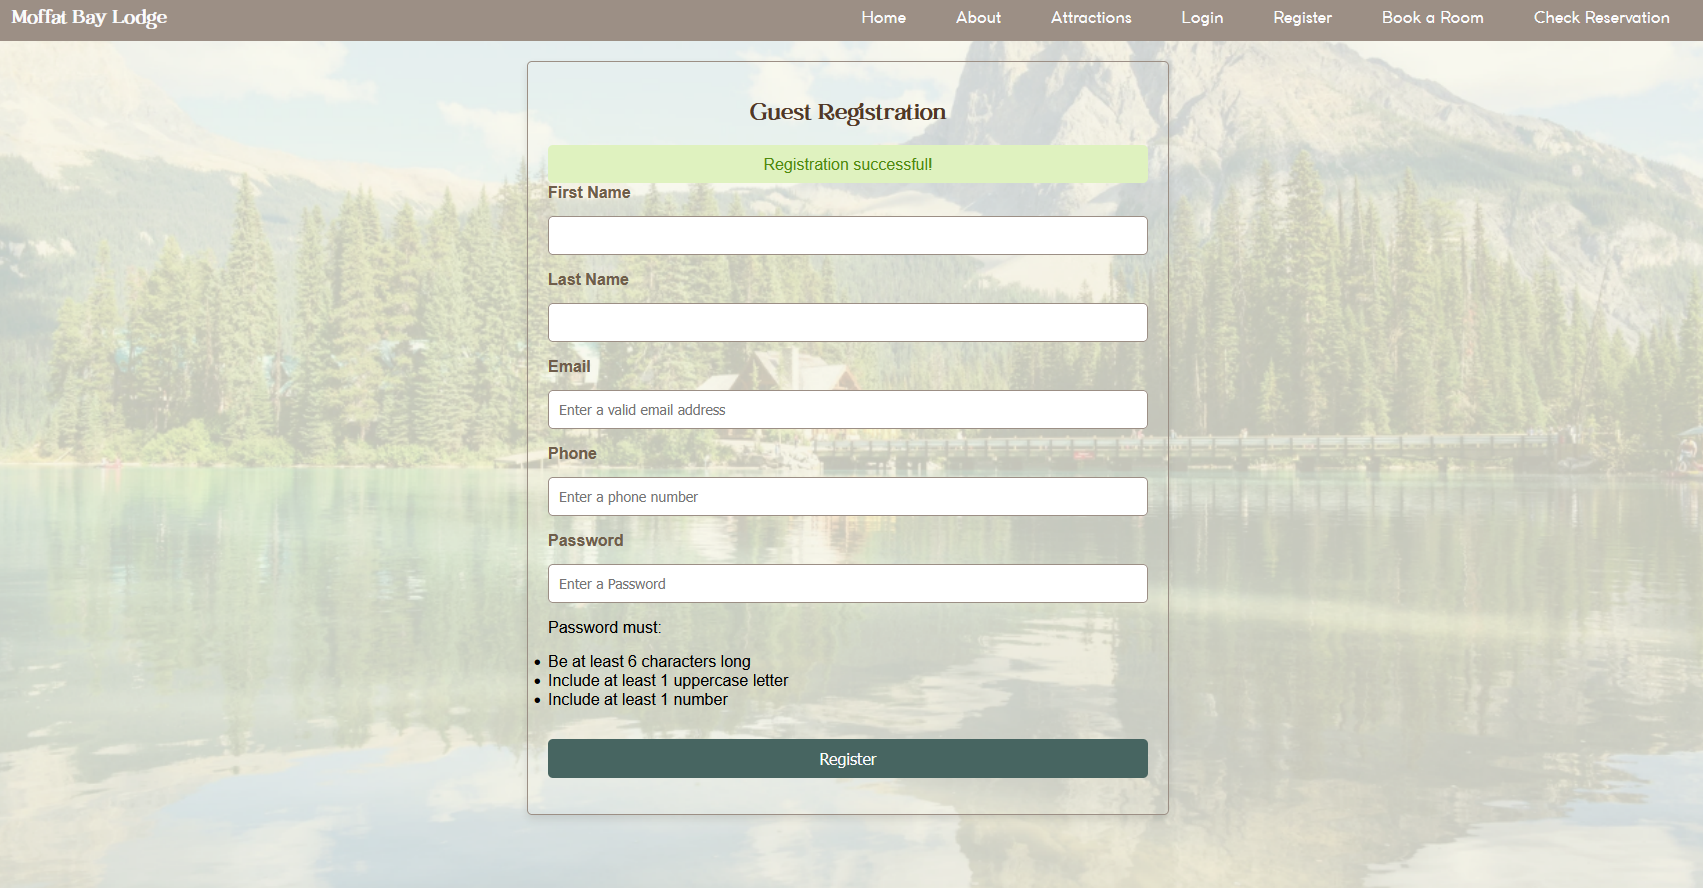 Moffat Bay Lodge
Home About Attractions Login Register Book a Room Check Reservation
Guest Registration
Registration successful!
First Name
Last Name
Email
Enter a valid email address
Phone
Enter a phone number
Password
Enter a Password
Password must:
Be at least 6 characters long
Include at least 1 uppercase letter
Include at least 1 number
Register